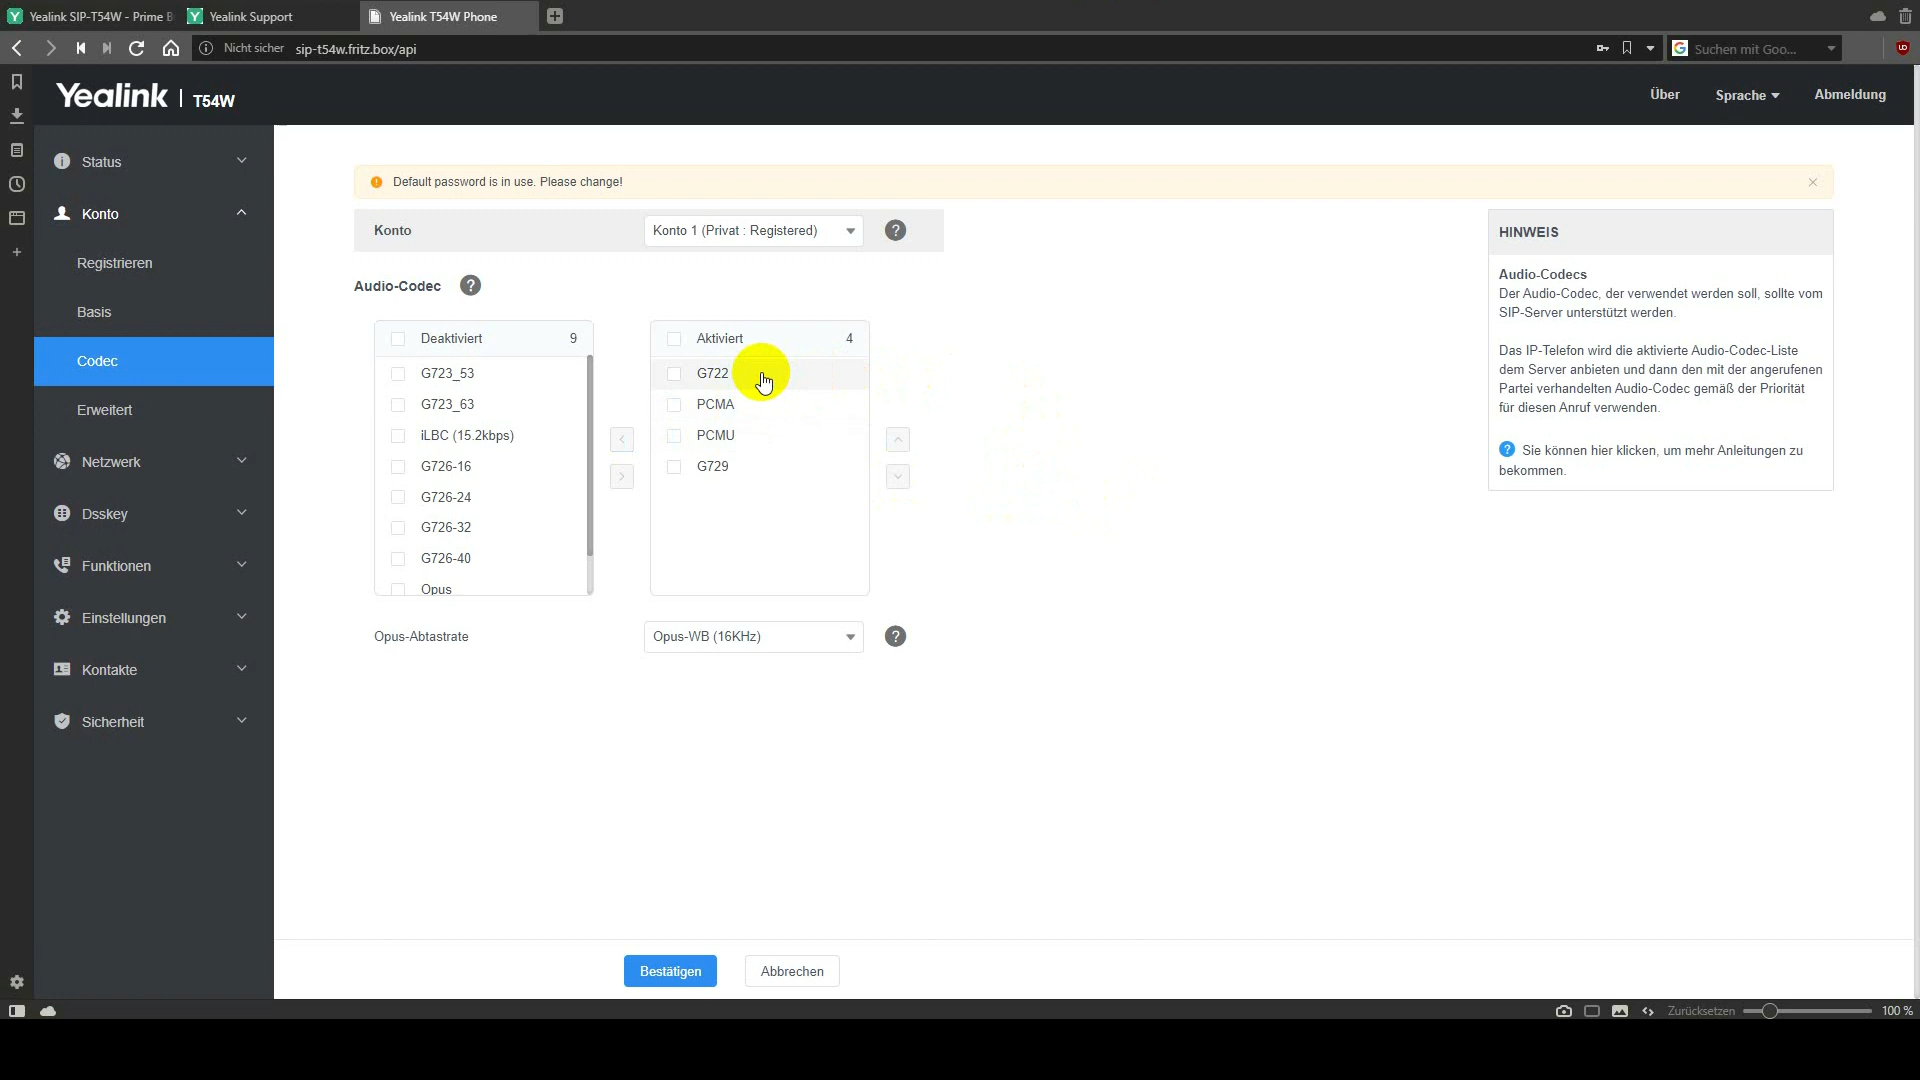 Yealink SIP-T54W - Prime B
Yealink Support
Yealink T54W Phone
Nicht sicher
sip-t54w.fritz.box/api
Suchen mit Goo...
Yealink | T54W
Über
Sprache
Abmeldung
Status
Konto
Registrieren
Basis
Codec
Erweitert
Netzwerk
Dsskey
Funktionen
Einstellungen
Kontakte
Sicherheit
Default password is in use. Please change!
Konto
Konto 1 (Privat : Registered)
Audio-Codec
Deaktiviert 9
G723_53
G723_63
iLBC (15.2kbps)
G726-16
G726-24
G726-32
G726-40
Opus
Aktiviert 4
G722
PCMA
PCMU
G729
Opus-Abtastrate
Opus-WB (16KHz)
HINWEIS
Audio-Codecs
Der Audio-Codec, der verwendet werden soll, sollte vom
SIP-Server unterstützt werden.
Das IP-Telefon wird die aktivierte Audio-Codec-Liste
dem Server anbieten und dann den mit der angerufenen
Partei verhandelten Audio-Codec gemäß der Priorität
für diesen Anruf verwenden.
Sie können hier klicken, um mehr Anleitungen zu
bekommen.
Bestätigen
Abbrechen
Zurücksetzen
100 %